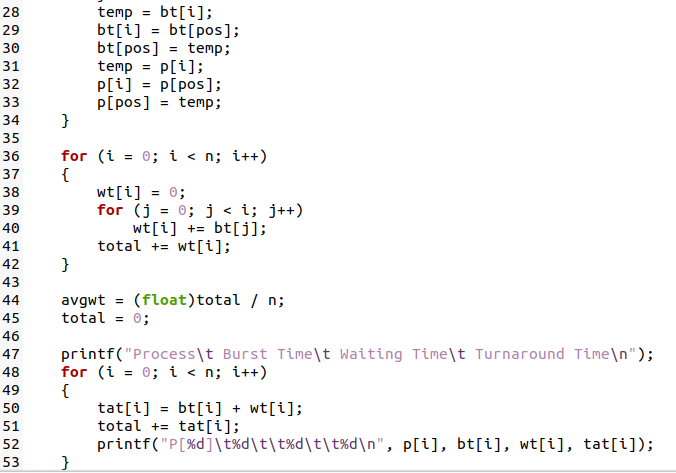 28 temp = bt[i];
29 bt[i] = bt[pos];
30 bt[pos] = temp;
31 temp = p[i];
32 p[i] = p[pos];
33 p[pos] = temp;
34 }
35
36 for (i = 0; i < n; i++)
37 {
38 wt[i] = 0;
39 for (j = 0; j < i; j++)
40 wt[i] += bt[j];
41 total += wt[i];
42 }
43
44 avgwt = (float)total / n;
45 total = 0;
46
47 printf("Process\t Burst Time\t Waiting Time\t Turnaround Time\n");
48 for (i = 0; i < n; i++)
49 {
50 tat[i] = bt[i] + wt[i];
51 total += tat[i];
52 printf("P[%d]\t%d\t\t%d\t\t%d\n", p[i], bt[i], wt[i], tat[i]);
53 }